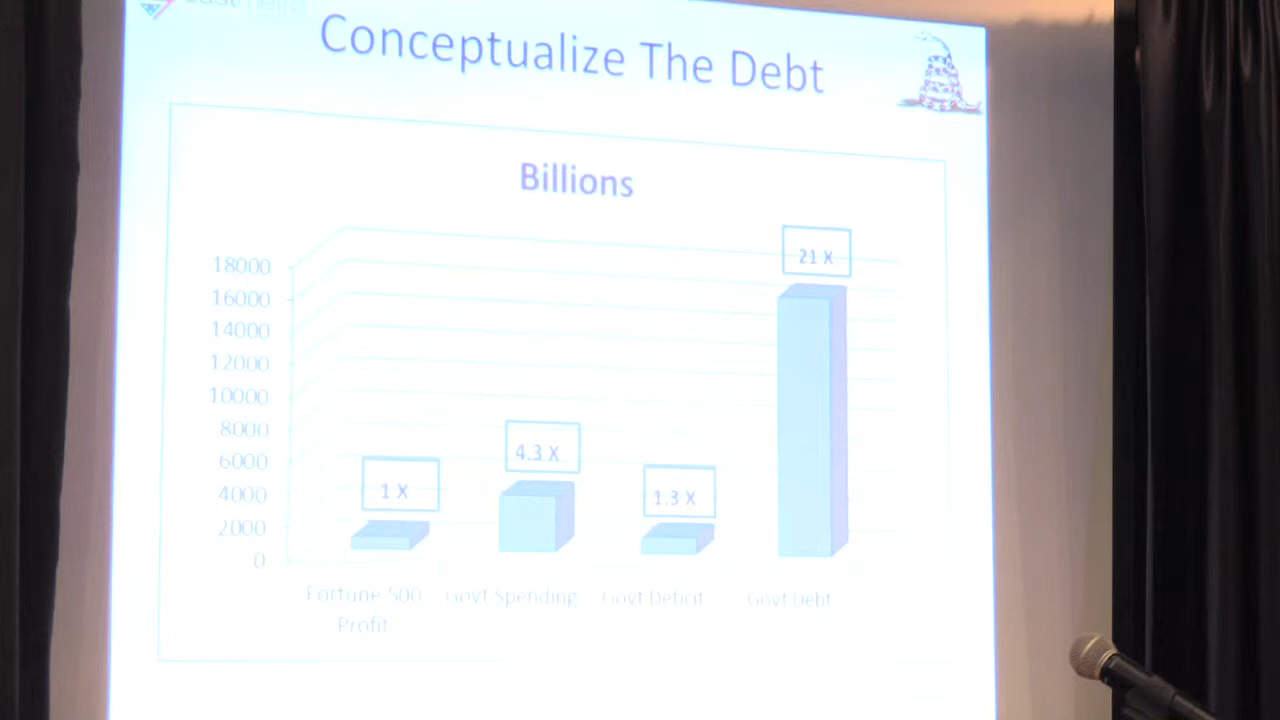 Conceptualize The Debt
Billions
18000
16000
14000
12000
10000
8000
6000
4000
2000
0
1 X
4.3 X
1.3 X
21 X
Fortune 500 Profit
Govt Spending
Govt Deficit
Govt Debt